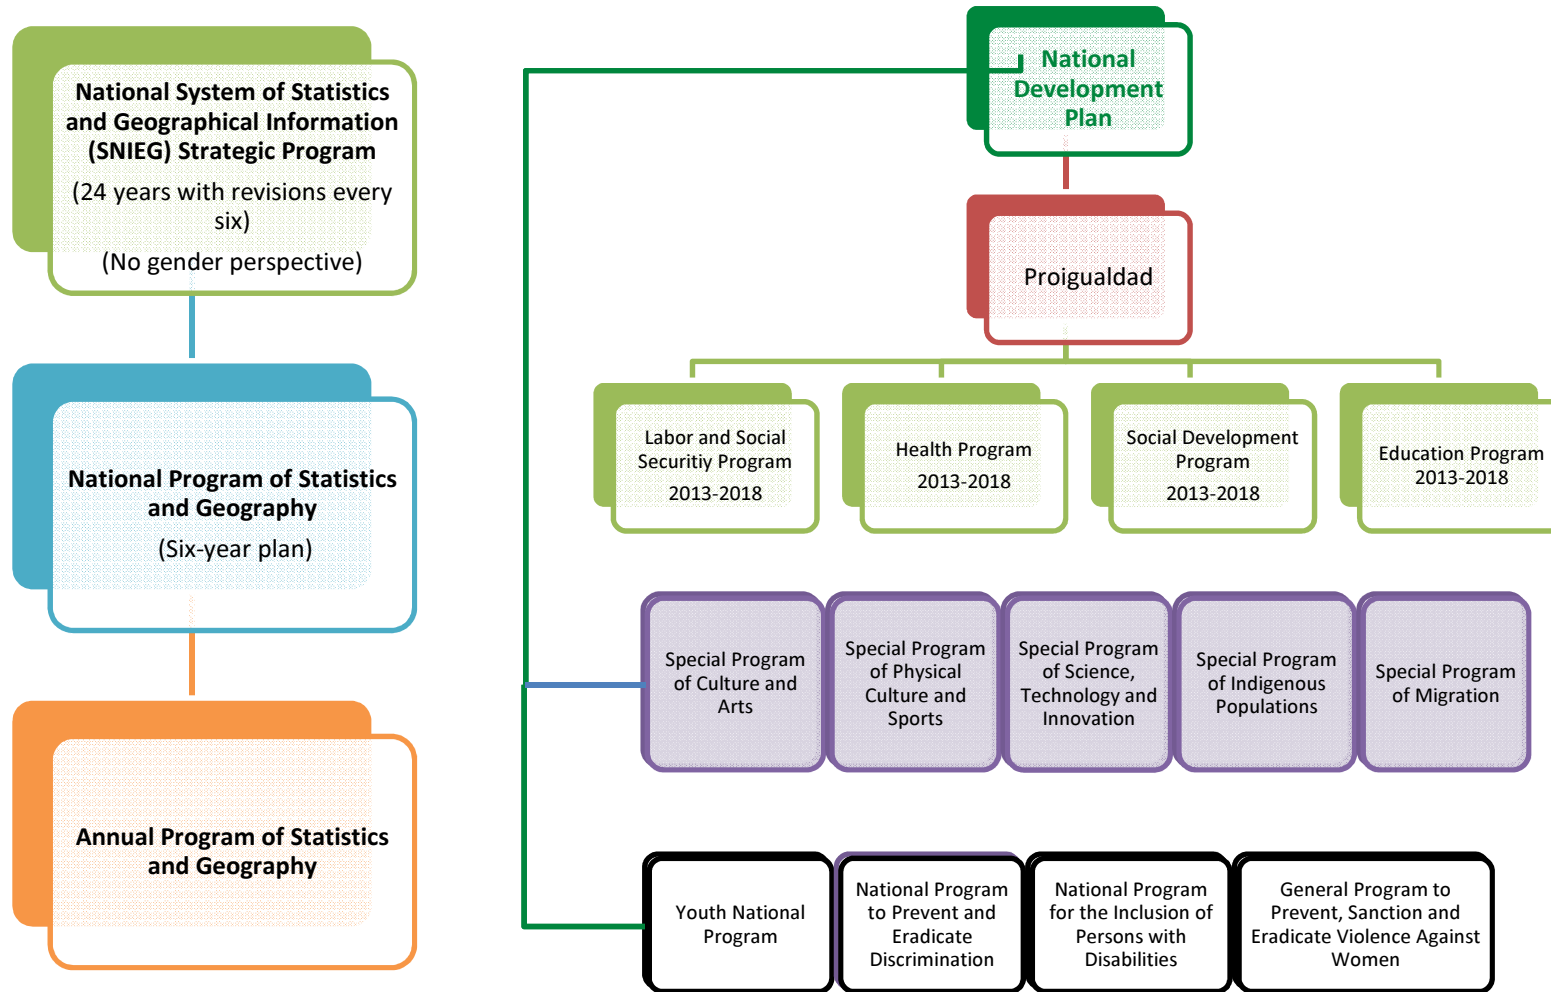 National System of Statistics
and Geographical Information
(SNIEG) Strategic Program
(24 years with revisions every
six)
(No gender perspective)
National Program of Statistics
and Geography
(Six-year plan)
Annual Program of Statistics
and Geography
National
Development
Plan
Proigualdad
Labor and Social
Securitiy Program
2013-2018
Health Program
2013-2018
Social Development
Program
2013-2018
Education Program
2013-2018
Special Program
of Culture and
Arts
Special Program
of Physical
Culture and
Sports
Special Program
of Science,
Technology and
Innovation
Special Program
of Indigenous
Populations
Special Program
of Migration
Youth National
Program
National Program
to Prevent and
Eradicate
Discrimination
National Program
for the Inclusion of
Persons with
Disabilities
General Program to
Prevent, Sanction and
Eradicate Violence Against
Women